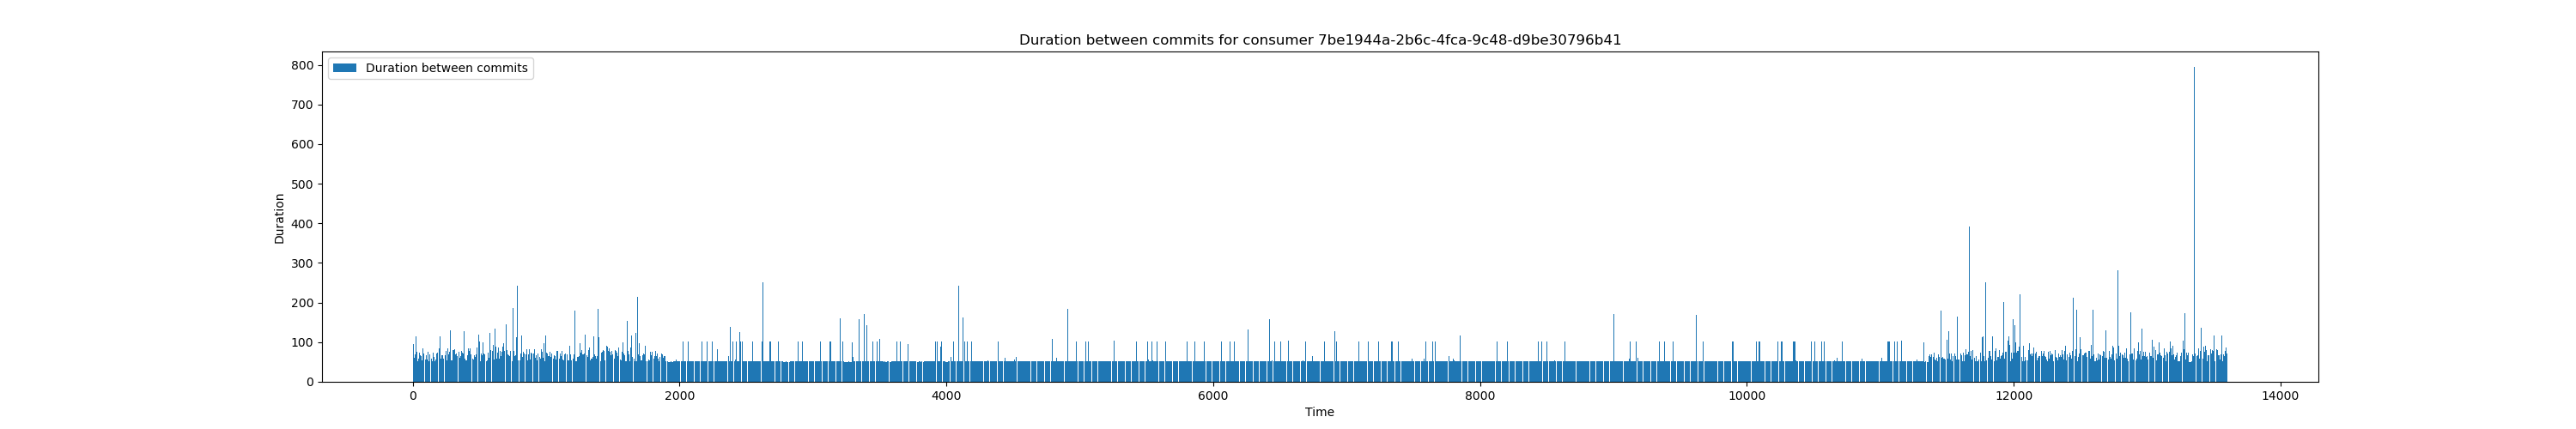 Duration between commits for consumer 7be1944a-2b6c-4fca-9c48-d9be30796b41
Duration between commits
800
700
600
500
400
300
200
100
0
Duration
0 2000 4000 6000 8000 10000 12000 14000
Time